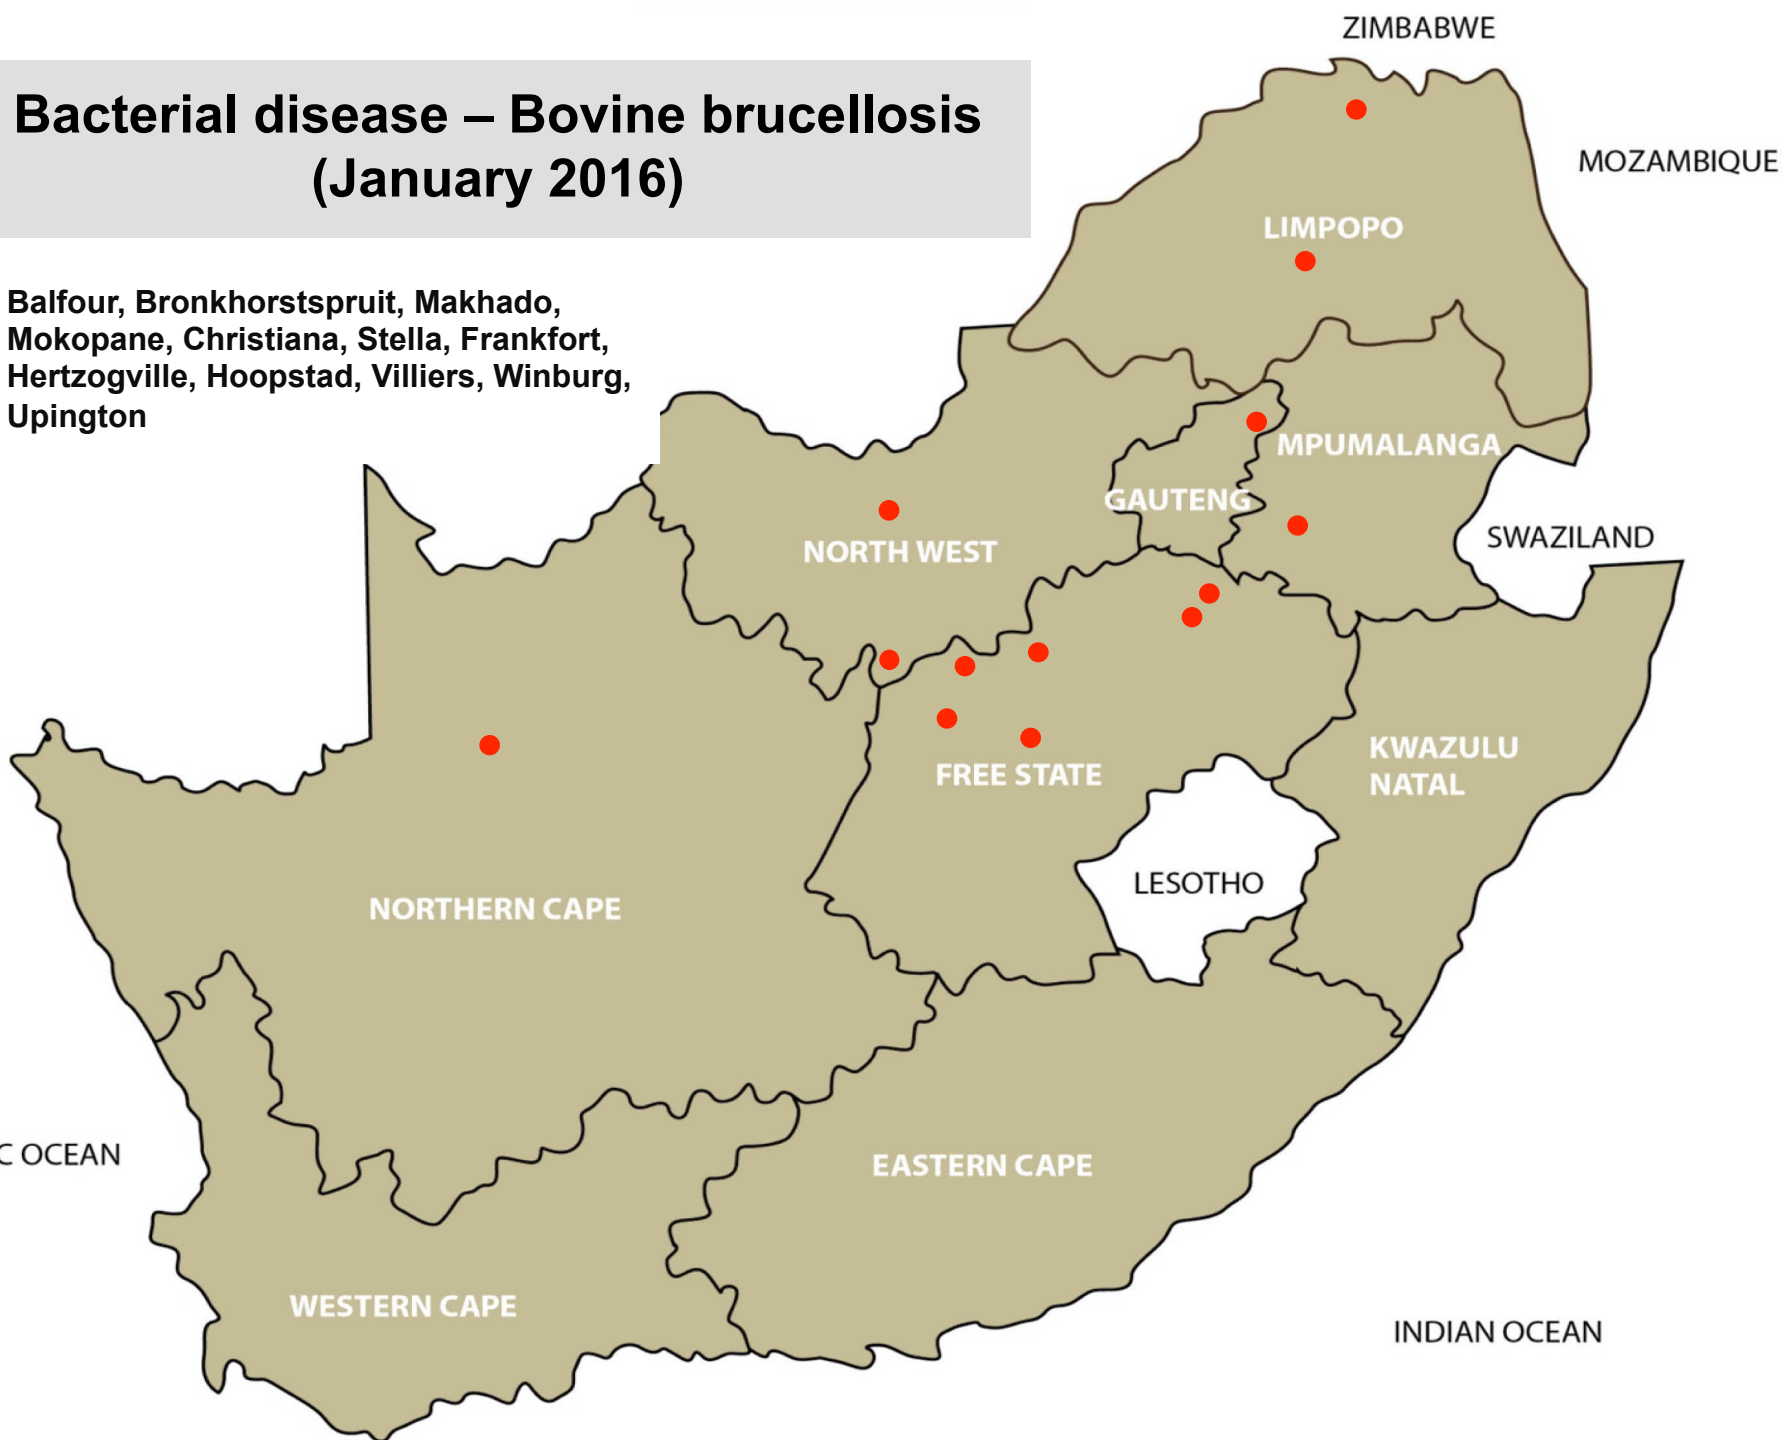 Bacterial disease – Bovine brucellosis
(January 2016)
Balfour, Bronkhorstspruit, Makhado,
Mokopane, Christiana, Stella, Frankfort,
Hertzogville, Hoopstad, Villiers, Winburg,
Upington
ZIMBABWE
MOZAMBIQUE
LIMPOPO
MPUMALANGA
GAUTENG
SWAZILAND
NORTH WEST
KWAZULU
NATAL
FREE STATE
LESOTHO
NORTHERN CAPE
C OCEAN
EASTERN CAPE
WESTERN CAPE
INDIAN OCEAN